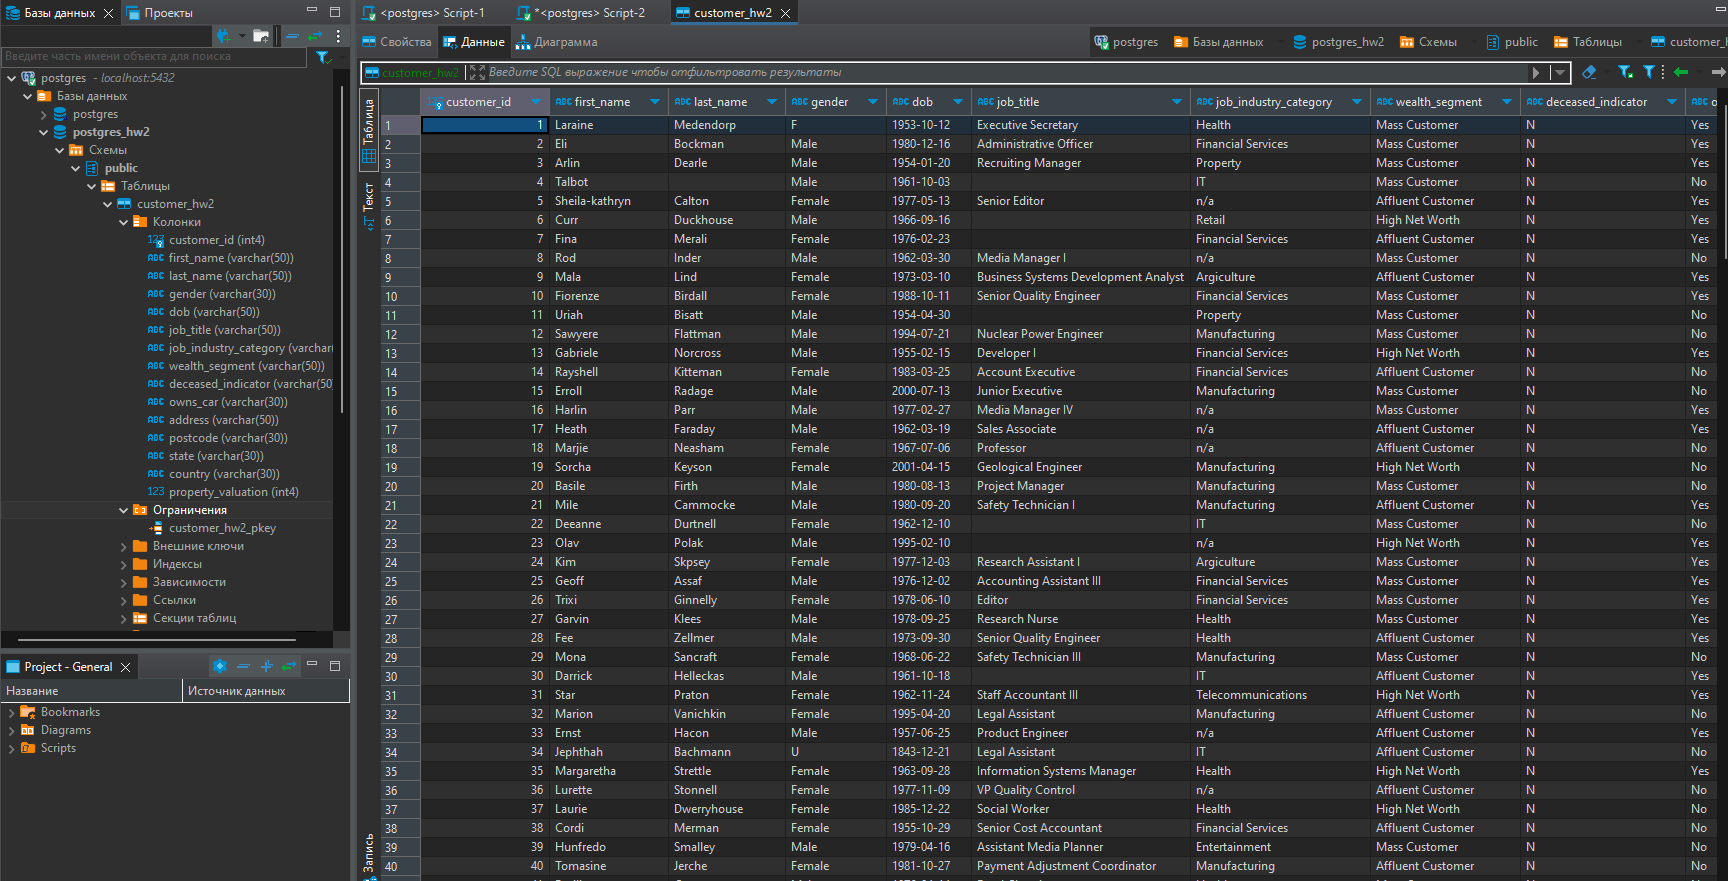 Базы данных
Проекты
<postgres> Script-1
*<postgres> Script-2
customer_hw2
Введите часть имени объекта для поиска
Свойства
Данные
Диаграмма
postgres
Базы данных
postgres_hw2
Схемы
public
Таблицы
customer_h
customer_hw2
Введите SQL выражение чтобы отфильтровать результаты
postgres - localhost:5432
Базы данных
postgres
postgres_hw2
Схемы
public
Таблицы
customer_hw2
Колонки
customer_id (int4)
first_name (varchar(50))
last_name (varchar(50))
gender (varchar(30))
dob (varchar(50))
job_title (varchar(50))
job_industry_category (varchar
wealth_segment (varchar(50))
deceased_indicator (varchar(50
owns_car (varchar(30))
address (varchar(50))
postcode (varchar(30))
state (varchar(30))
country (varchar(30))
property_valuation (int4)
Ограничения
customer_hw2_pkey
Внешние ключи
Индексы
Зависимости
Ссылки
Секции таблиц
Project - General
Название Источник данных
Bookmarks
Diagrams
Scripts
Таблица
Текст
Запись
customer_id first_name last_name gender dob job_title job_industry_category wealth_segment deceased_indicator o
1 1 Laraine Medendorp F 1953-10-12 Executive Secretary Health Mass Customer N Yes
2 2 Eli Bockman Male 1980-12-16 Administrative Officer Financial Services Mass Customer N Yes
3 3 Arlin Dearle Male 1954-01-20 Recruiting Manager Property Mass Customer N Yes
4 4 Talbot Male 1961-10-03 IT Mass Customer N No
5 5 Sheila-kathryn Calton Female 1977-05-13 Senior Editor n/a Affluent Customer N Yes
6 6 Curr Duckhouse Male 1966-09-16 Retail High Net Worth N Yes
7 7 Fina Merali Female 1976-02-23 Financial Services Affluent Customer N Yes
8 8 Rod Inder Male 1962-03-30 Media Manager I n/a Mass Customer N No
9 9 Mala Lind Female 1973-03-10 Business Systems Development Analyst Argiculture Affluent Customer N Yes
10 10 Fiorenze Birdall Female 1988-10-11 Senior Quality Engineer Financial Services Mass Customer N Yes
11 11 Uriah Bisatt Male 1954-04-30 Property Mass Customer N No
12 12 Sawyere Flattman Male 1994-07-21 Nuclear Power Engineer Manufacturing Mass Customer N No
13 13 Gabriele Norcross Male 1955-02-15 Developer I Financial Services High Net Worth N Yes
14 14 Rayshell Kitteman Female 1983-03-25 Account Executive Financial Services Affluent Customer N No
15 15 Erroll Radage Male 2000-07-13 Junior Executive Manufacturing Mass Customer N No
16 16 Harlin Parr Male 1977-02-27 Media Manager IV n/a Mass Customer N Yes
17 17 Heath Faraday Male 1962-03-19 Sales Associate n/a Affluent Customer N Yes
18 18 Marjie Neasham Female 1967-07-06 Professor n/a Affluent Customer N No
19 19 Sorcha Keyson Female 2001-04-15 Geological Engineer Manufacturing High Net Worth N No
20 20 Basile Firth Male 1980-08-13 Project Manager Manufacturing Mass Customer N No
21 21 Mile Cammocke Male 1980-09-20 Safety Technician I Manufacturing Affluent Customer N Yes
22 22 Deeanne Durtnell Female 1962-12-10 IT Mass Customer N No
23 23 Olav Polak Male 1995-02-10 n/a High Net Worth N Yes
24 24 Kim Skpsey Female 1977-12-03 Research Assistant I Argiculture Mass Customer N Yes
25 25 Geoff Assaf Male 1976-12-02 Accounting Assistant III Financial Services Mass Customer N Yes
26 26 Trixi Ginnelly Female 1978-06-10 Editor Financial Services Mass Customer N Yes
27 27 Garvin Klees Male 1978-09-25 Research Nurse Health Mass Customer N Yes
28 28 Fee Zellmer Male 1973-09-30 Senior Quality Engineer Health Affluent Customer N Yes
29 29 Mona Sancraft Female 1968-06-22 Safety Technician III Manufacturing Mass Customer N No
30 30 Darrick Helleckas Male 1961-10-18 IT Affluent Customer N Yes
31 31 Star Praton Female 1962-11-24 Staff Accountant III Telecommunications High Net Worth N Yes
32 32 Marion Vanichkin Female 1995-04-20 Legal Assistant Manufacturing Affluent Customer N No
33 33 Ernst Hacon Male 1957-06-25 Product Engineer n/a Affluent Customer N Yes
34 34 Jephthah Bachmann U 1843-12-21 Legal Assistant IT Affluent Customer N No
35 35 Margaretha Strettle Female 1963-09-28 Information Systems Manager Health High Net Worth N Yes
36 36 Lurette Stonnell Female 1977-11-09 VP Quality Control n/a Affluent Customer N No
37 37 Laurie Dwerryhouse Female 1985-12-22 Social Worker Health High Net Worth N No
38 38 Cordi Merman Female 1955-10-29 Senior Cost Accountant Financial Services Affluent Customer N No
39 39 Hunfredo Smalley Male 1979-04-16 Assistant Media Planner Entertainment Mass Customer N No
40 40 Tomasine Jerche Female 1981-10-27 Payment Adjustment Coordinator Manufacturing Affluent Customer N No